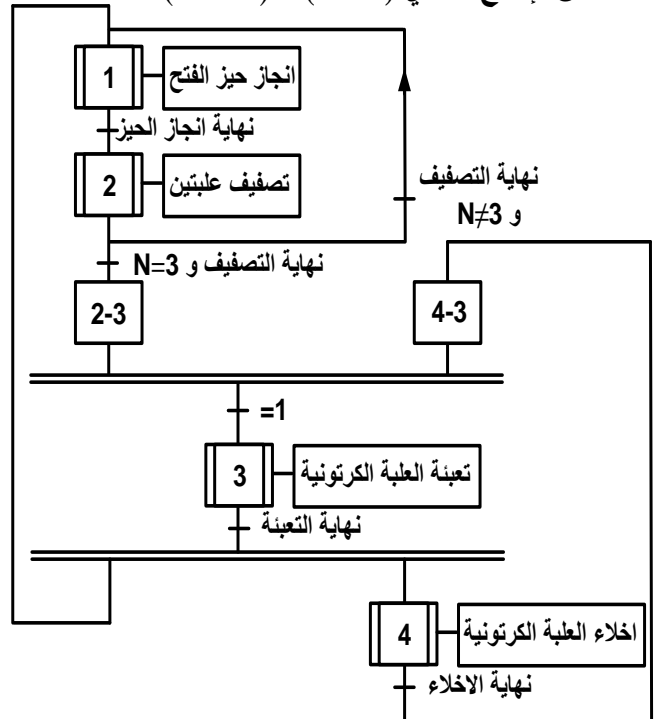 1
انجاز حيز الفتح
نهاية انجاز الحيز
2
تصفيف علبتين
نهاية التصفيف
و N≠3
نهاية التصفيف و N=3
2-3
4-3
=1
3
تعبئة العلبة الكرتونية
نهاية التعبئة
4
اخلاء العلبة الكرتونية
نهاية الاخلاء